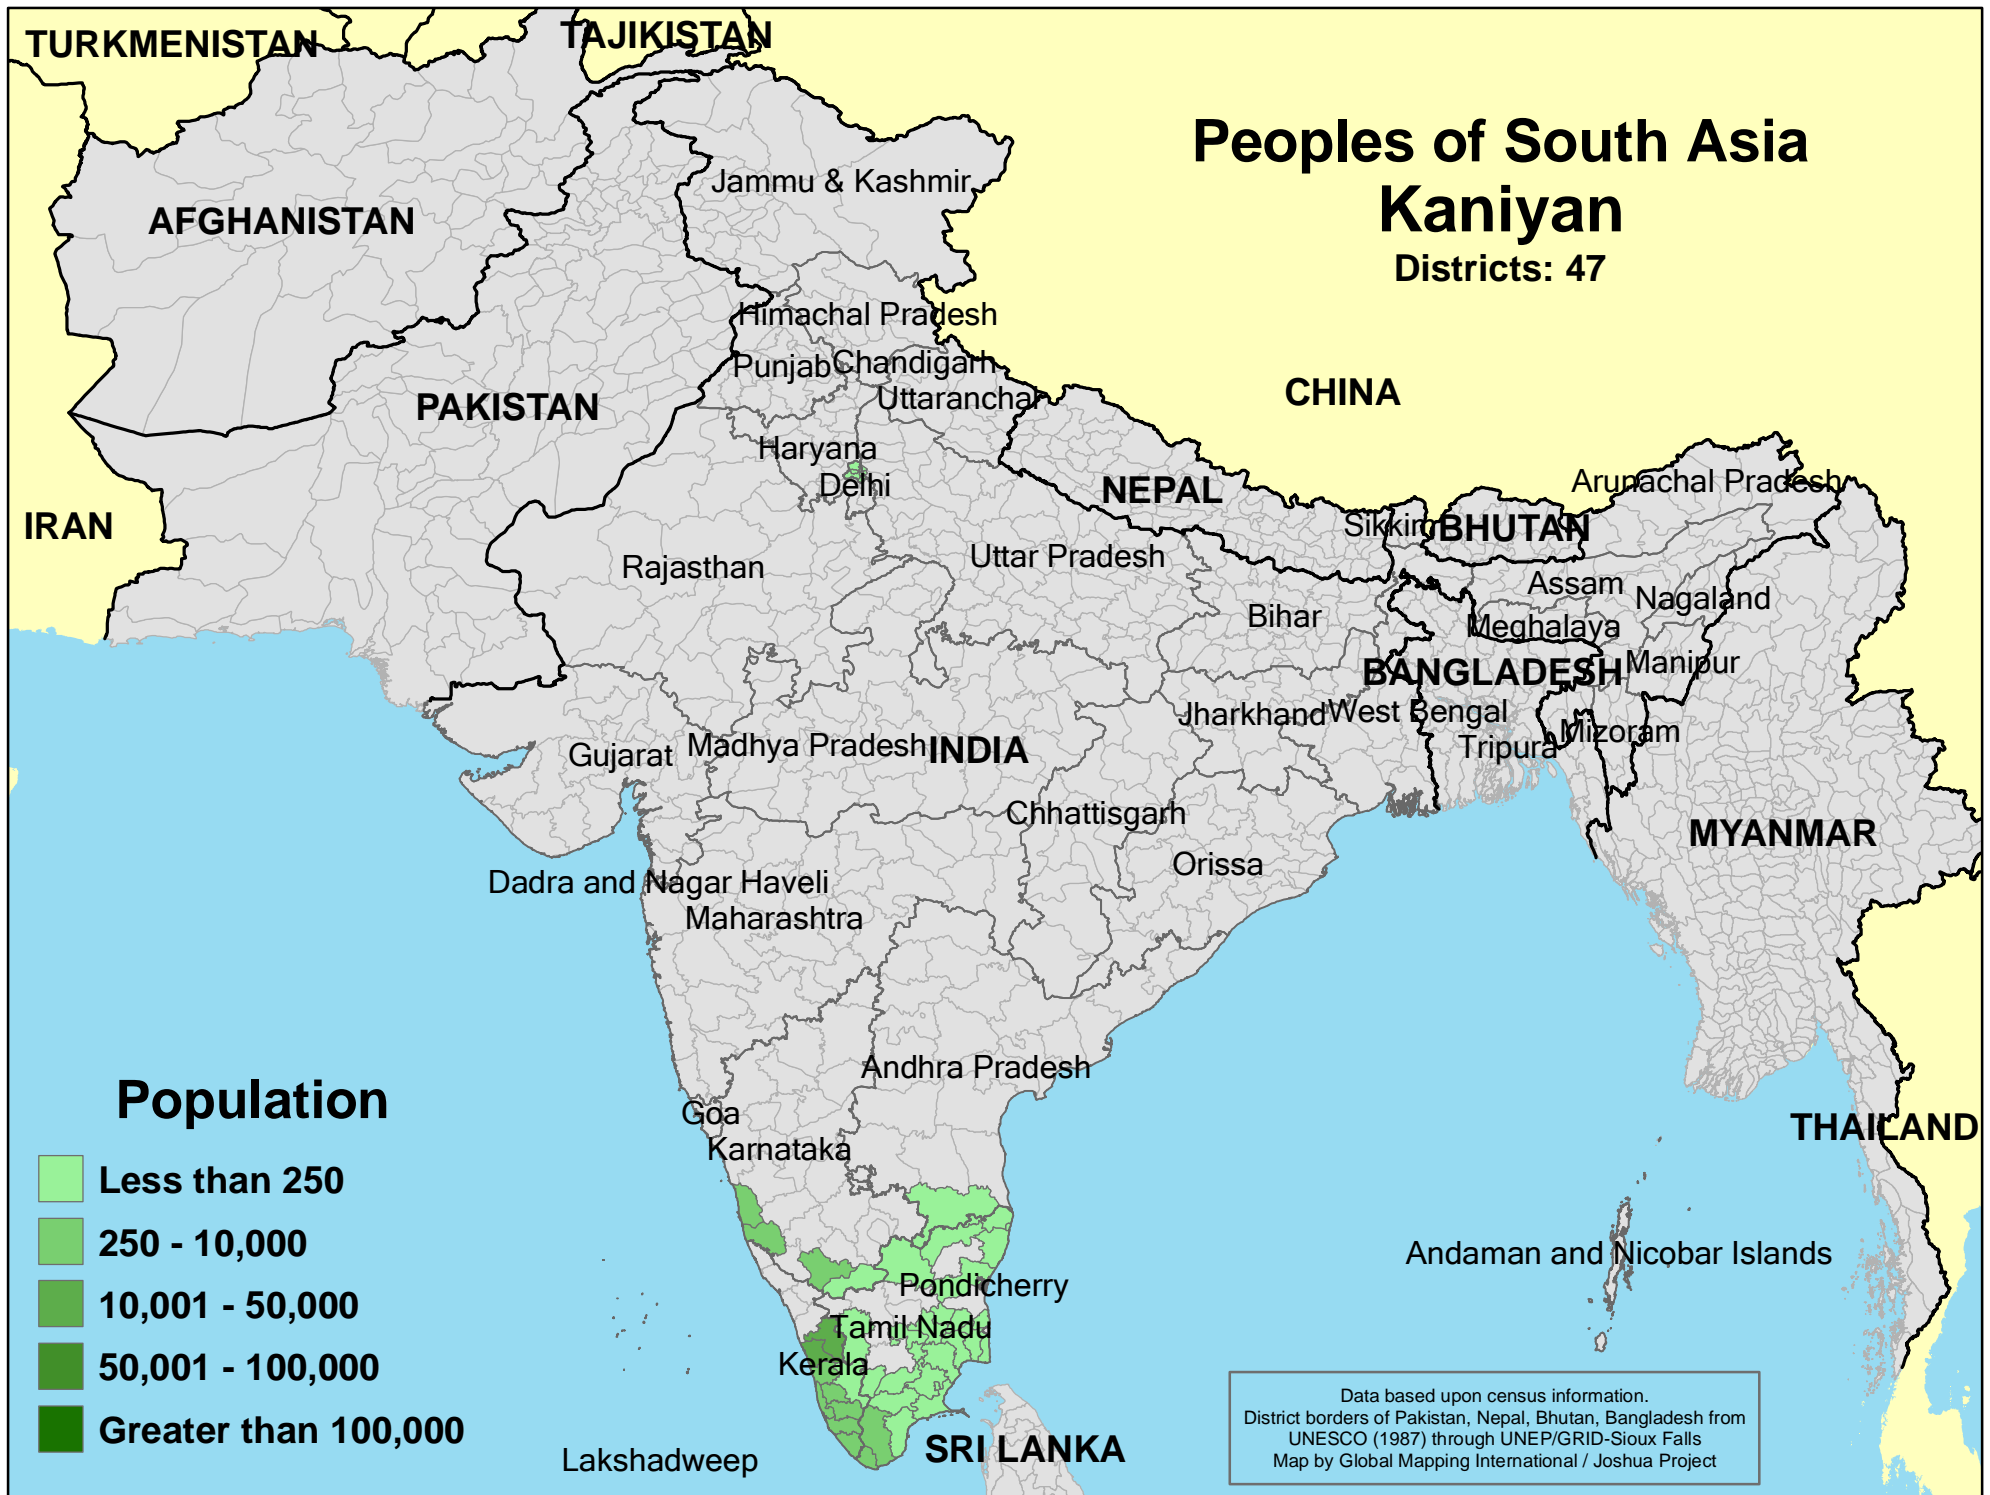 TURKMENISTAN
TAJIKISTAN
Peoples of South Asia
Kaniyan
Districts: 47
Jammu & Kashmir
AFGHANISTAN
Himachal Pradesh
Punjab
Chandigarh
Uttaranchal
PAKISTAN
CHINA
Haryana
Delhi
NEPAL
Arunachal Pradesh
IRAN
Sikkim
BHUTAN
Rajasthan
Uttar Pradesh
Assam
Nagaland
Bihar
Meghalaya
BANGLADESH
Manipur
Jharkhand
West Bengal
Mizoram
Tripura
Gujarat
Madhya Pradesh
INDIA
Chhattisgarh
MYANMAR
Orissa
Dadra and Nagar Haveli
Maharashtra
Andhra Pradesh
Goa
Karnataka
THAILAND
Population
Less than 250
250 - 10,000
10,001 - 50,000
50,001 - 100,000
Greater than 100,000
Andaman and Nicobar Islands
Pondicherry
Tamil Nadu
Kerala
Lakshadweep
SRI LANKA
Data based upon census information.
District borders of Pakistan, Nepal, Bhutan, Bangladesh from
UNESCO (1987) through UNEP/GRID-Sioux Falls
Map by Global Mapping International / Joshua Project